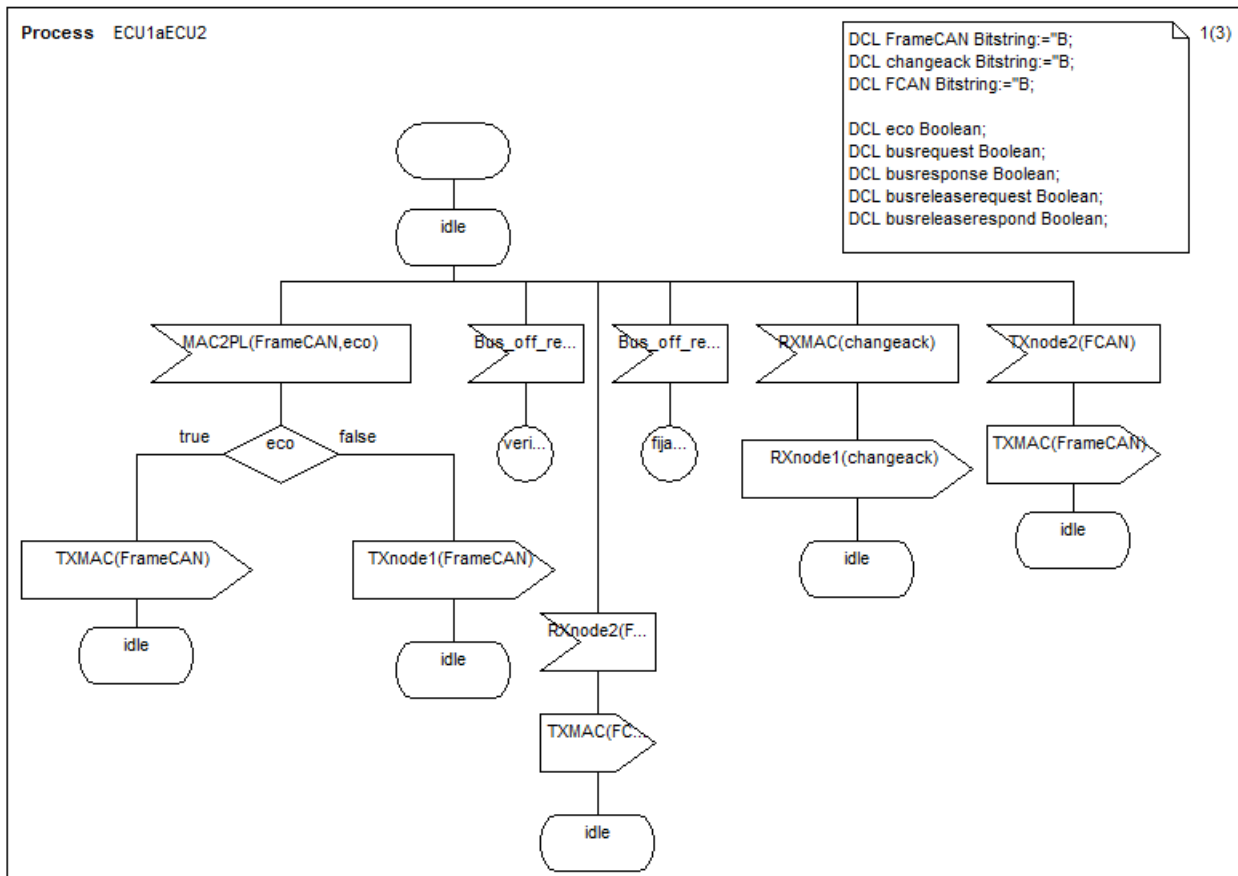 Process ECU1aECU2
1(3)
DCL FrameCAN Bitstring:="B;
DCL changeack Bitstring:="B;
DCL FCAN Bitstring:="B;
DCL eco Boolean;
DCL busrequest Boolean;
DCL busresponse Boolean;
DCL busreleaserequest Boolean;
DCL busreleaserespond Boolean;
idle
MAC2PL(FrameCAN,eco)
Bus_off_re...
Bus_off_re...
RXMAC(changeack)
TXnode2(FCAN)
true
eco
false
veri...
fija...
RXnode1(changeack)
TXMAC(FrameCAN)
TXMAC(FrameCAN)
TXnode1(FrameCAN)
idle
idle
idle
idle
RXnode2(F...
TXMAC(FC...
idle